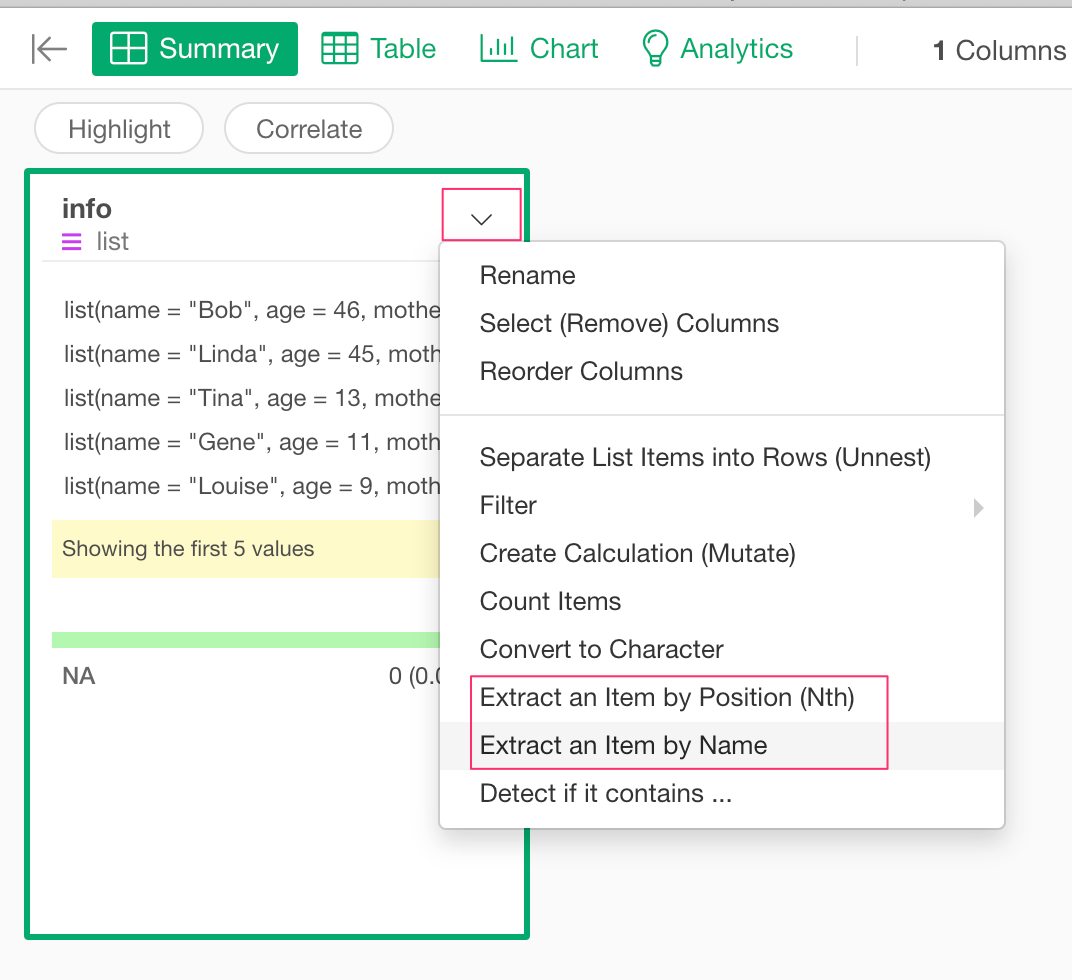 Summary Table Chart Analytics 1 Columns
Highlight Correlate
info
list
list(name = "Bob", age = 46, mothe
list(name = "Linda", age = 45, moth
list(name = "Tina", age = 13, mothe
list(name = "Gene", age = 11, moth
list(name = "Louise", age = 9, moth
Showing the first 5 values
NA 0 (0.0
Rename
Select (Remove) Columns
Reorder Columns
Separate List Items into Rows (Unnest)
Filter
Create Calculation (Mutate)
Count Items
Convert to Character
Extract an Item by Position (Nth)
Extract an Item by Name
Detect if it contains ...